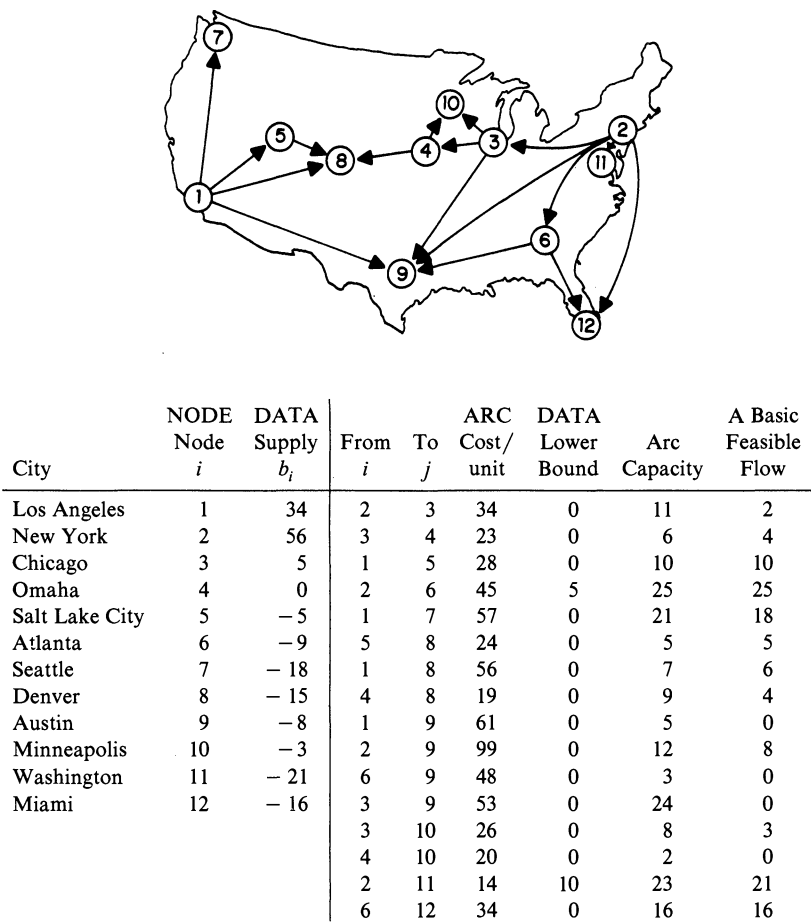 7
10
2
5
3
4
8
11
1
6
9
12
NODE DATA ARC DATA A Basic
Node Supply From To Cost/ Lower Arc Feasible
City i b_i i j unit Bound Capacity Flow
Los Angeles 1 34 2 3 34 0 11 2
New York 2 56 3 4 23 0 6 4
Chicago 3 5 1 5 28 0 10 10
Omaha 4 0 2 6 45 5 25 25
Salt Lake City 5 −5 1 7 57 0 21 18
Atlanta 6 −9 5 8 24 0 5 5
Seattle 7 −18 1 8 56 0 7 6
Denver 8 −15 4 8 19 0 9 4
Austin 9 −8 1 9 61 0 5 0
Minneapolis 10 −3 2 9 99 0 12 8
Washington 11 −21 6 9 48 0 3 0
Miami 12 −16 3 9 53 0 24 0
3 10 26 0 8 3
4 10 20 0 2 0
2 11 14 10 23 21
6 12 34 0 16 16